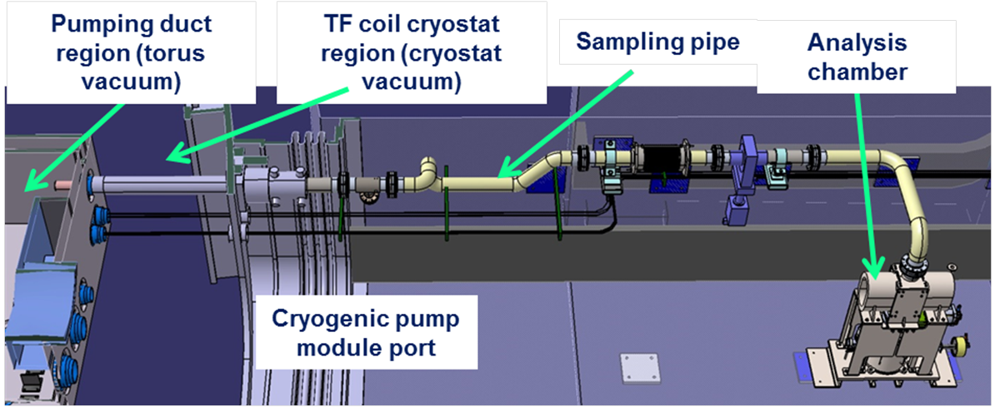 Pumping duct
region (torus
vacuum)
TF coil cryostat
region (cryostat
vacuum)
Sampling pipe
Analysis
chamber
Cryogenic pump
module port